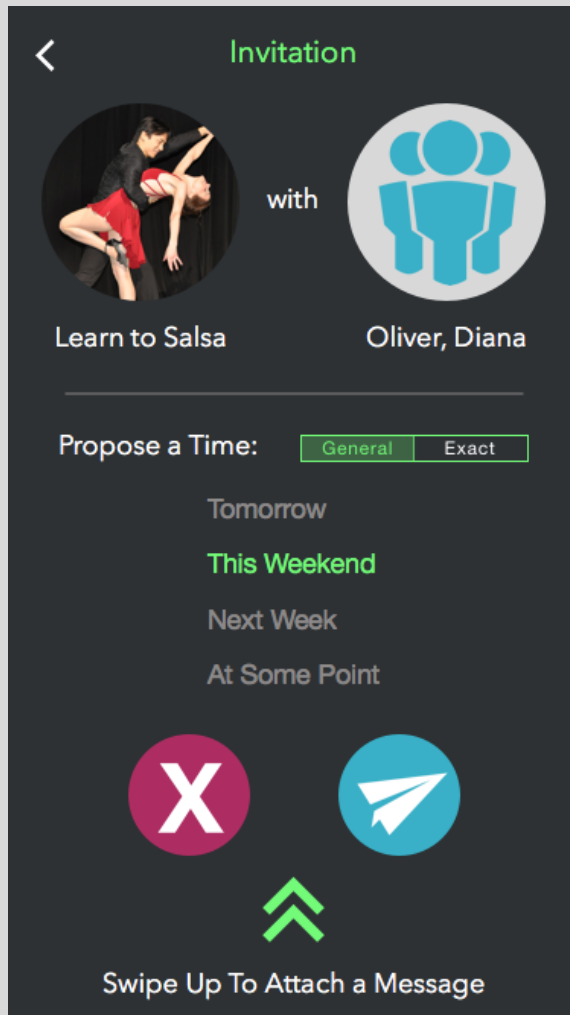 Invitation
with
Learn to Salsa
Oliver, Diana
Propose a Time:
General
Exact
Tomorrow
This Weekend
Next Week
At Some Point
X
Swipe Up To Attach a Message